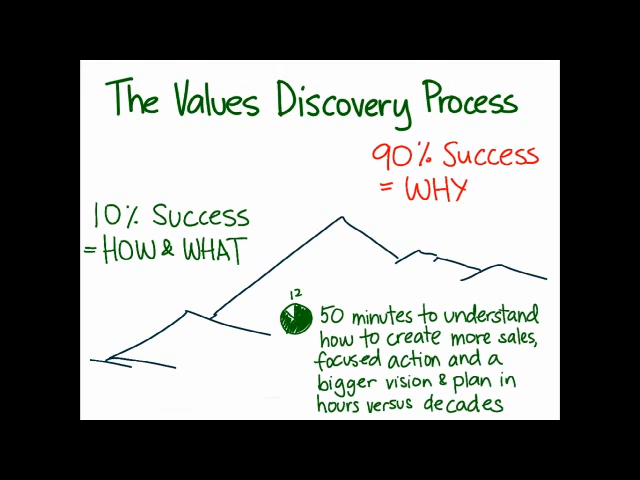 The Values Discovery Process
90% Success
= WHY
10% Success
= HOW & WHAT
12
50 minutes to understand
how to create more sales,
focused action and a
bigger vision & plan in
hours versus decades